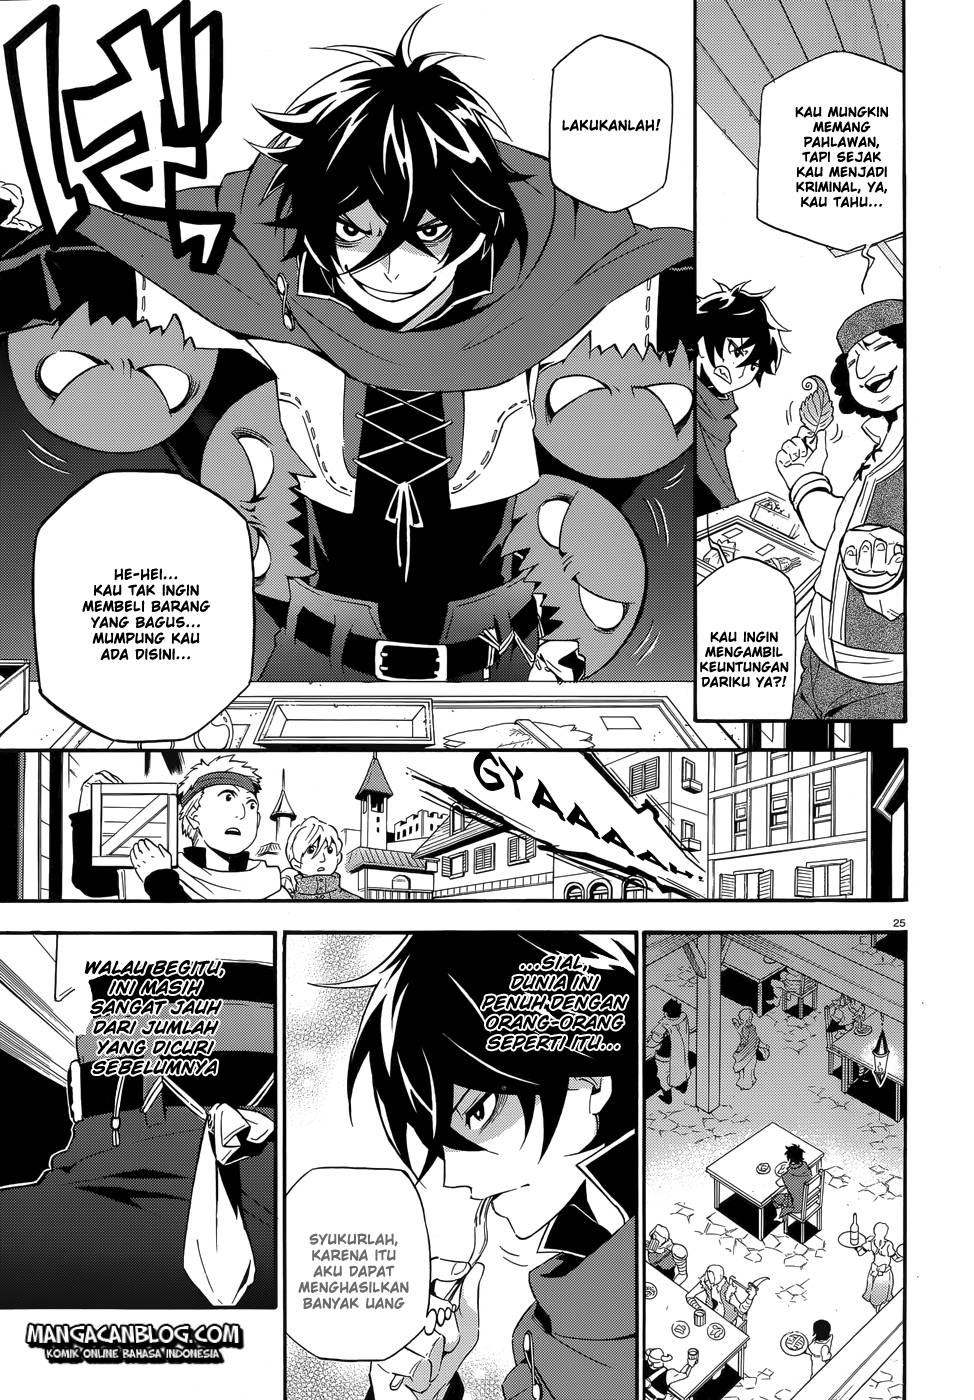 KAU MUNGKIN
MEMANG
PAHLAWAN,
TAPI SEJAK
KAU MENJADI
KRIMINAL, YA,
KAU TAHU...
KAU INGIN
MENGAMBIL
KEUNTUNGAN
DARIKU YA?!
LAKUKANLAH!
ばっ
HE-HEI...
KAU TAK INGIN
MEMBELI BARANG
YANG BAGUS...
MUMPUNG KAU
ADA DISINI...
GYAAAAA...
25
...SIAL,
DUNIA INI
PENUH DENGAN
ORANG-ORANG
SEPERTI ITU...
SYUKURLAH,
KARENA ITU
AKU DAPAT
MENGHASILKAN
BANYAK UANG
WALAU BEGITU,
INI MASIH
SANGAT JAUH
DARI JUMLAH
YANG DICURI
SEBELUMNYA
MANGACANBLOG.COM
KOMIK ONLINE BAHASA INDONESIA